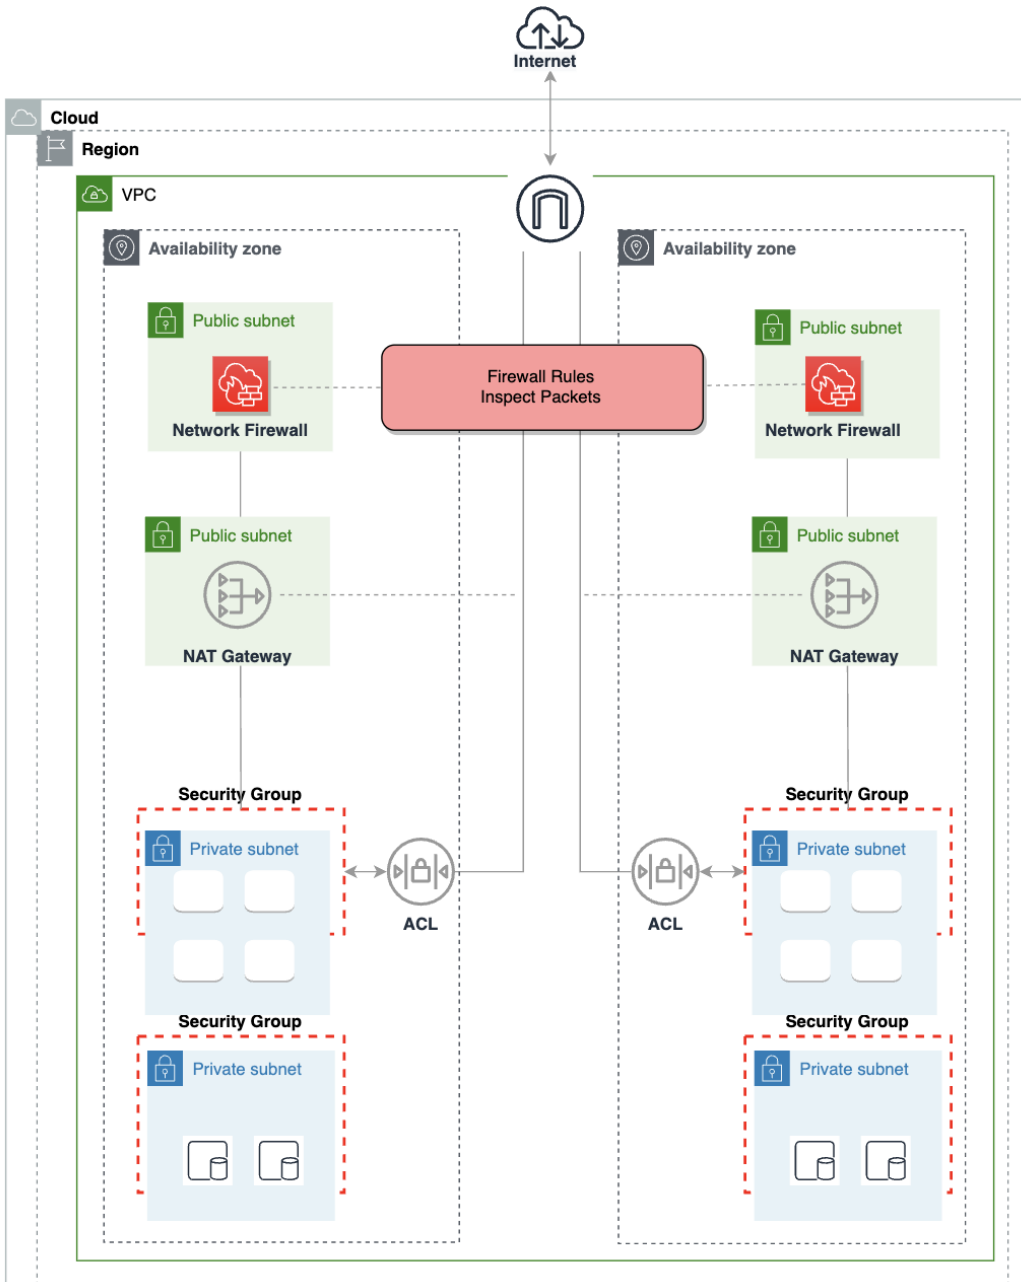 Internet
Cloud
Region
VPC
Availability zone
Availability zone
Public subnet
Public subnet
Firewall Rules
Inspect Packets
Network Firewall
Network Firewall
Public subnet
Public subnet
NAT Gateway
NAT Gateway
Security Group
Security Group
Private subnet
Private subnet
ACL
ACL
Security Group
Security Group
Private subnet
Private subnet